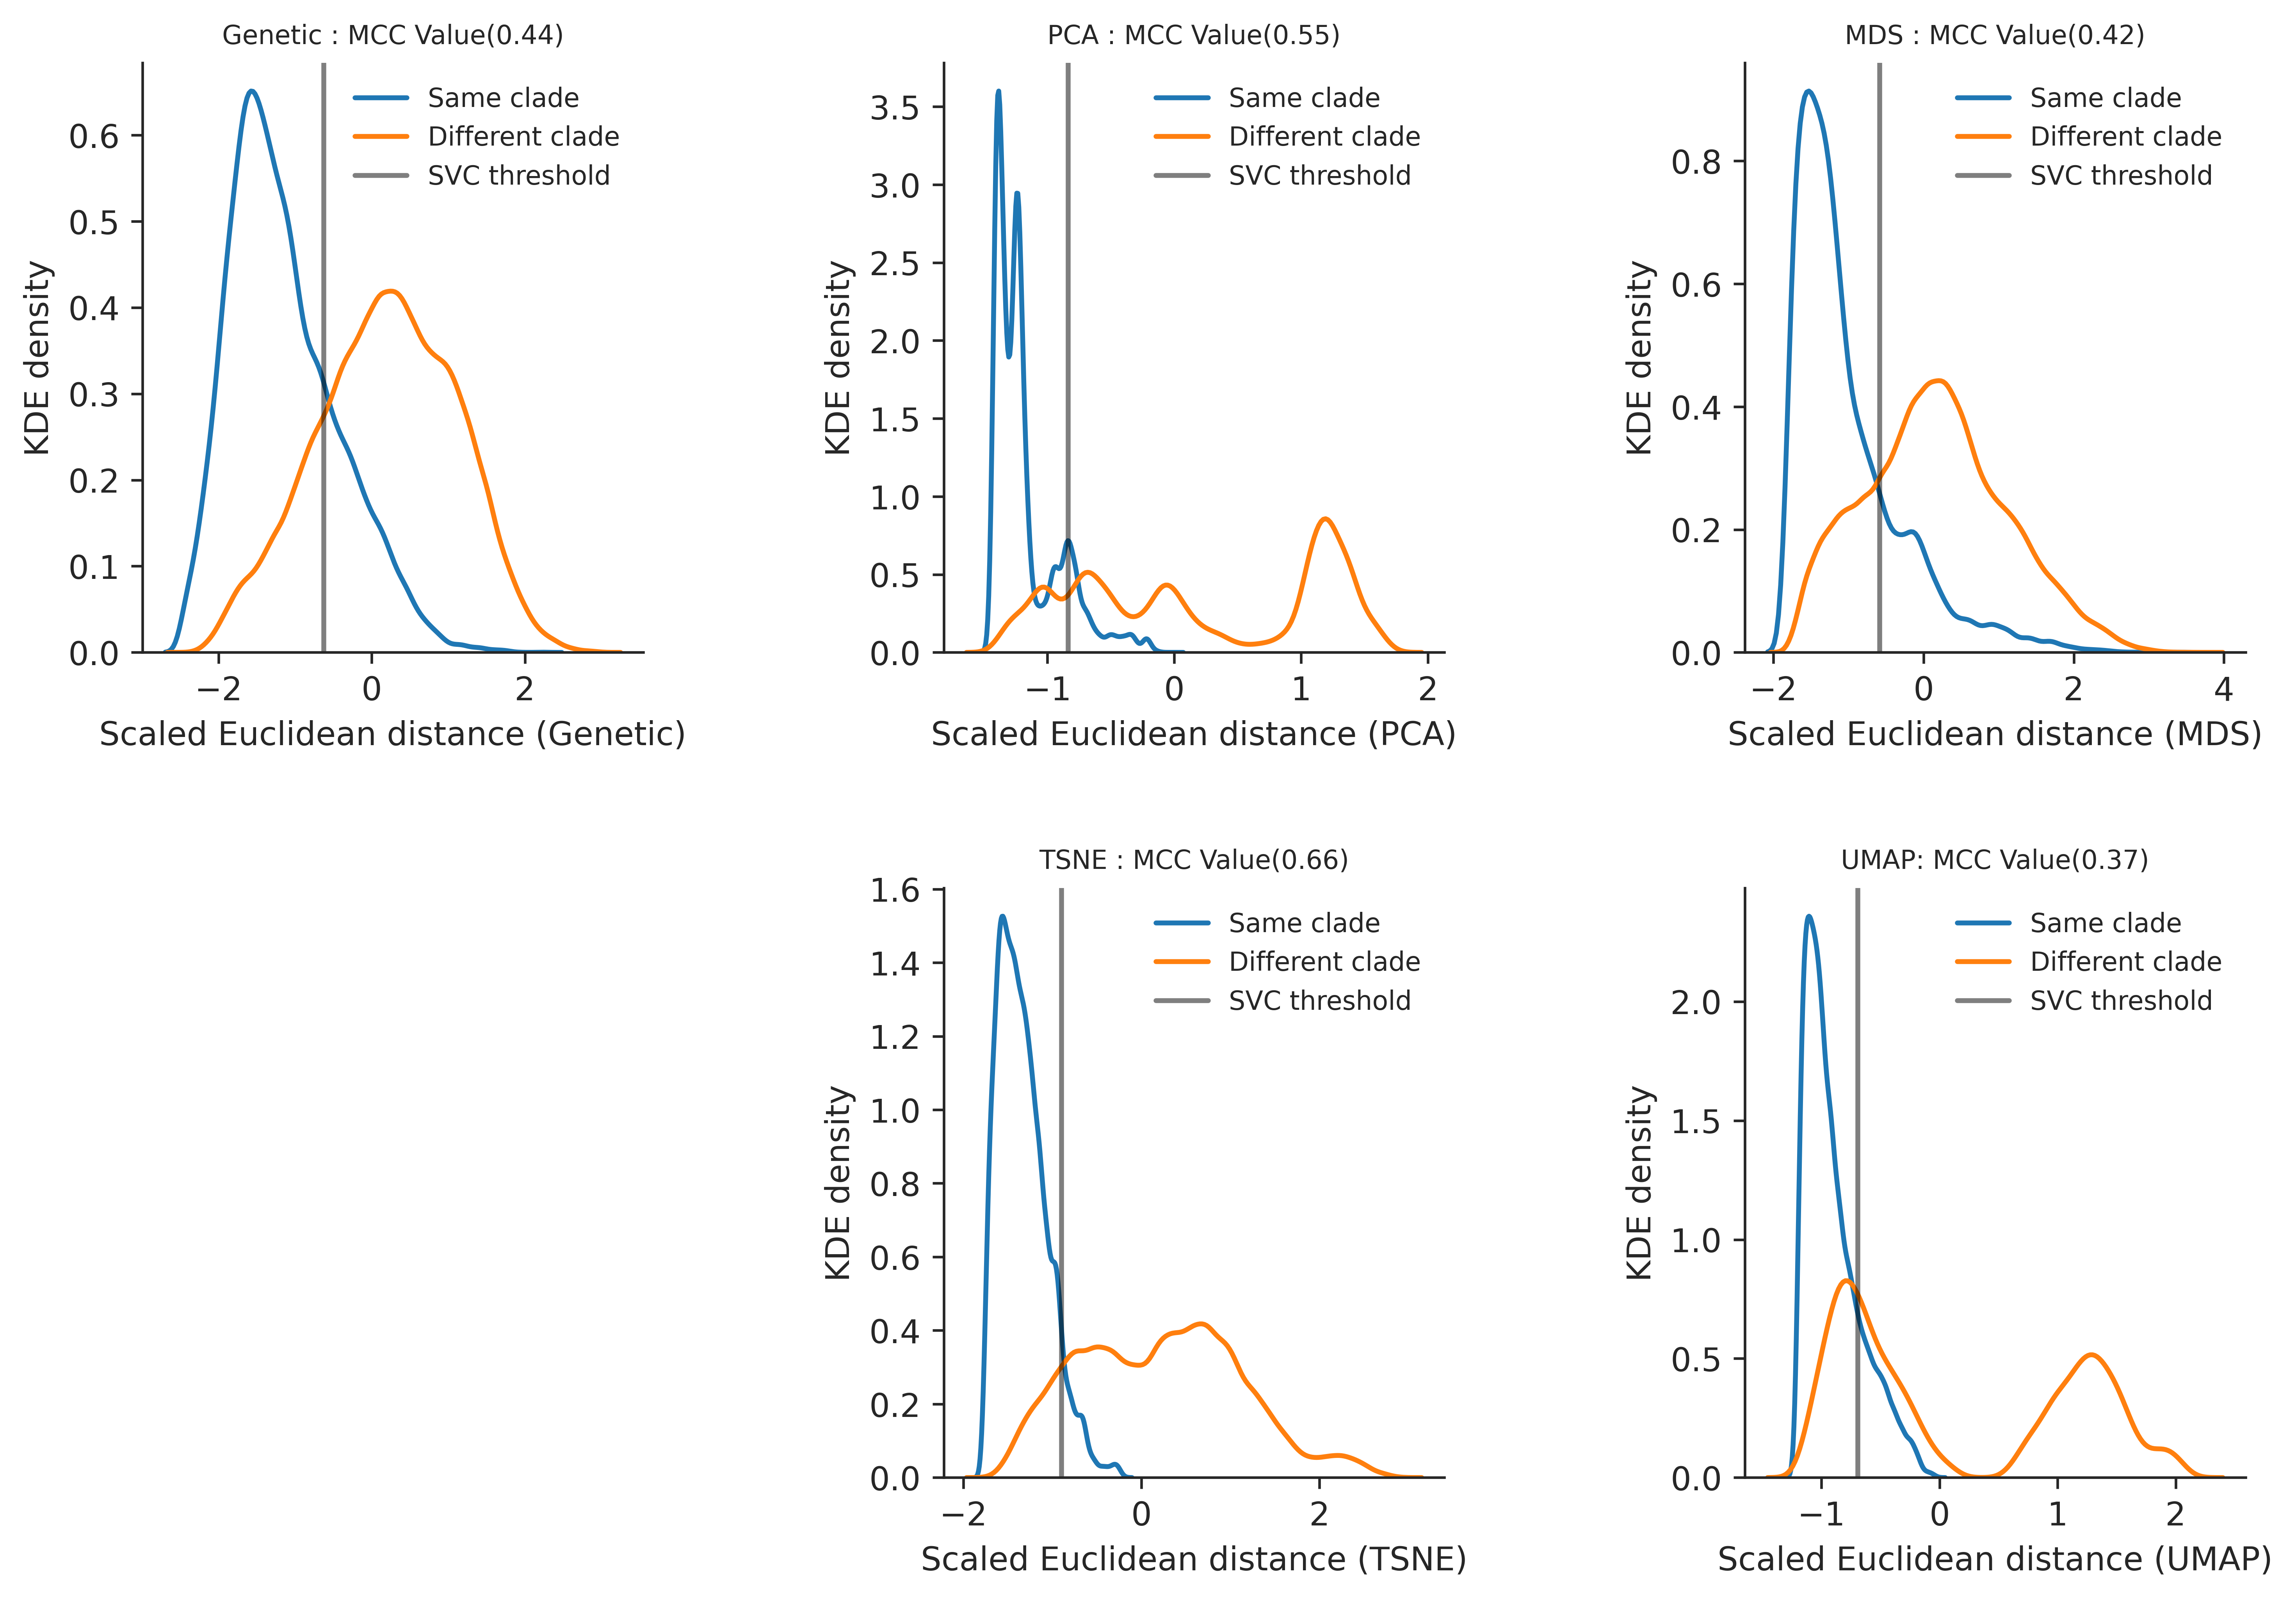 Genetic : MCC Value(0.44)
Same clade
Different clade
SVC threshold
KDE density
0.6
0.5
0.4
0.3
0.2
0.1
0.0
−2 0 2
Scaled Euclidean distance (Genetic)
PCA : MCC Value(0.55)
Same clade
Different clade
SVC threshold
KDE density
3.5
3.0
2.5
2.0
1.5
1.0
0.5
0.0
−1 0 1 2
Scaled Euclidean distance (PCA)
MDS : MCC Value(0.42)
Same clade
Different clade
SVC threshold
KDE density
0.8
0.6
0.4
0.2
0.0
−2 0 2 4
Scaled Euclidean distance (MDS)
TSNE : MCC Value(0.66)
Same clade
Different clade
SVC threshold
KDE density
1.6
1.4
1.2
1.0
0.8
0.6
0.4
0.2
0.0
−2 0 2
Scaled Euclidean distance (TSNE)
UMAP: MCC Value(0.37)
Same clade
Different clade
SVC threshold
KDE density
2.0
1.5
1.0
0.5
0.0
−1 0 1 2
Scaled Euclidean distance (UMAP)